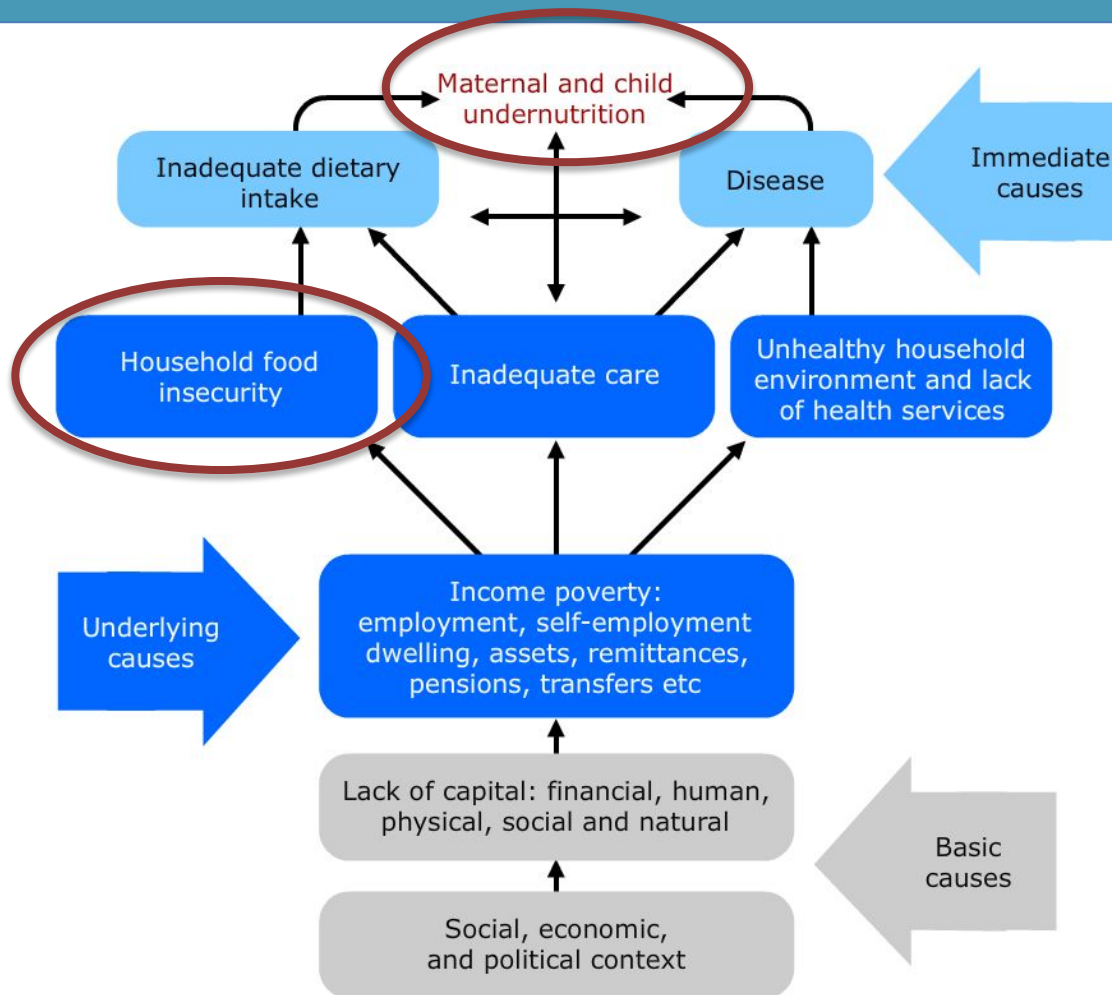 Maternal and child
undernutrition
Inadequate dietary
intake
Disease
Immediate
causes
Household food
insecurity
Inadequate care
Unhealthy household
environment and lack
of health services
Underlying
causes
Income poverty:
employment, self-employment
dwelling, assets, remittances,
pensions, transfers etc
Lack of capital: financial, human,
physical, social and natural
Basic
causes
Social, economic,
and political context